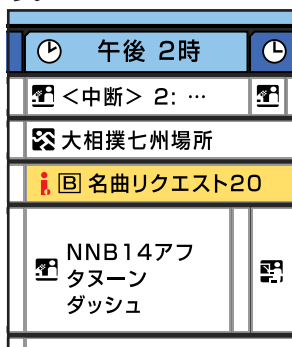 午後 2時
＜中断＞ 2: …
大相撲七州場所
i B 名曲リクエスト20
NNB14アフ
タヌーン
ダッシュ